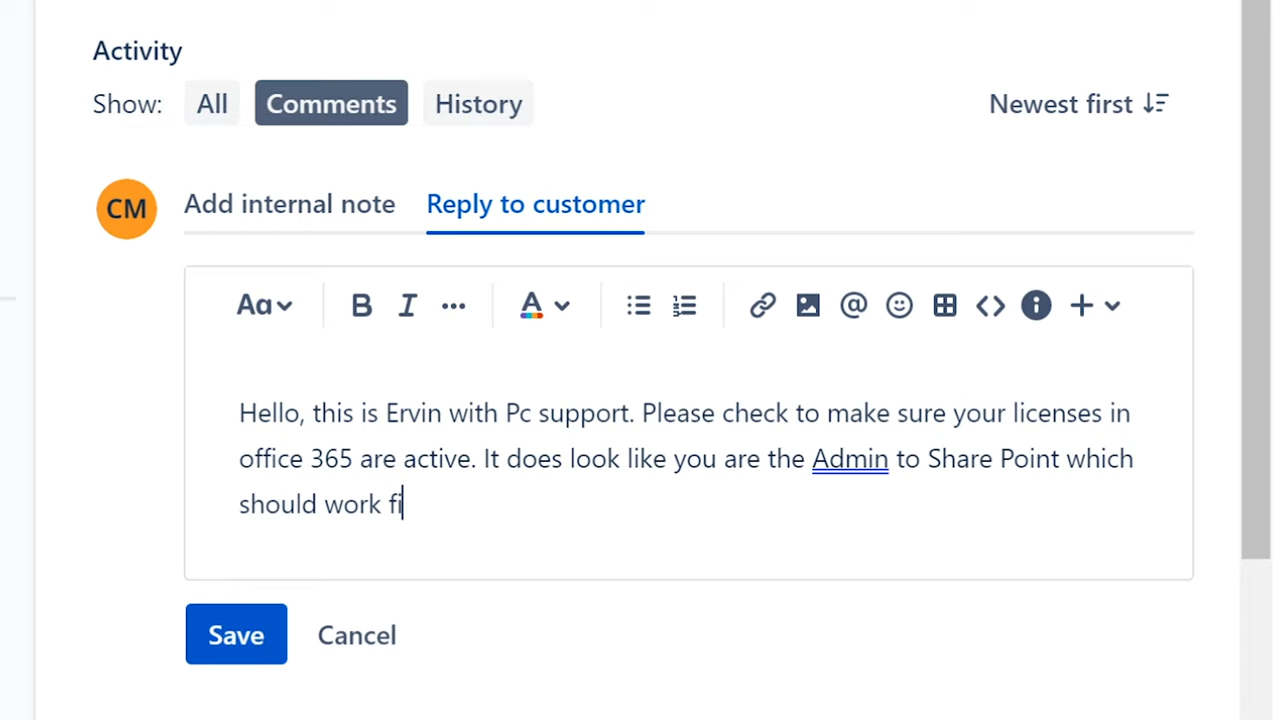 Activity
Show: All Comments History Newest first
CM Add internal note Reply to customer
Aa B I ... A @
Hello, this is Ervin with Pc support. Please check to make sure your licenses in
office 365 are active. It does look like you are the Admin to Share Point which
should work fi
Save Cancel